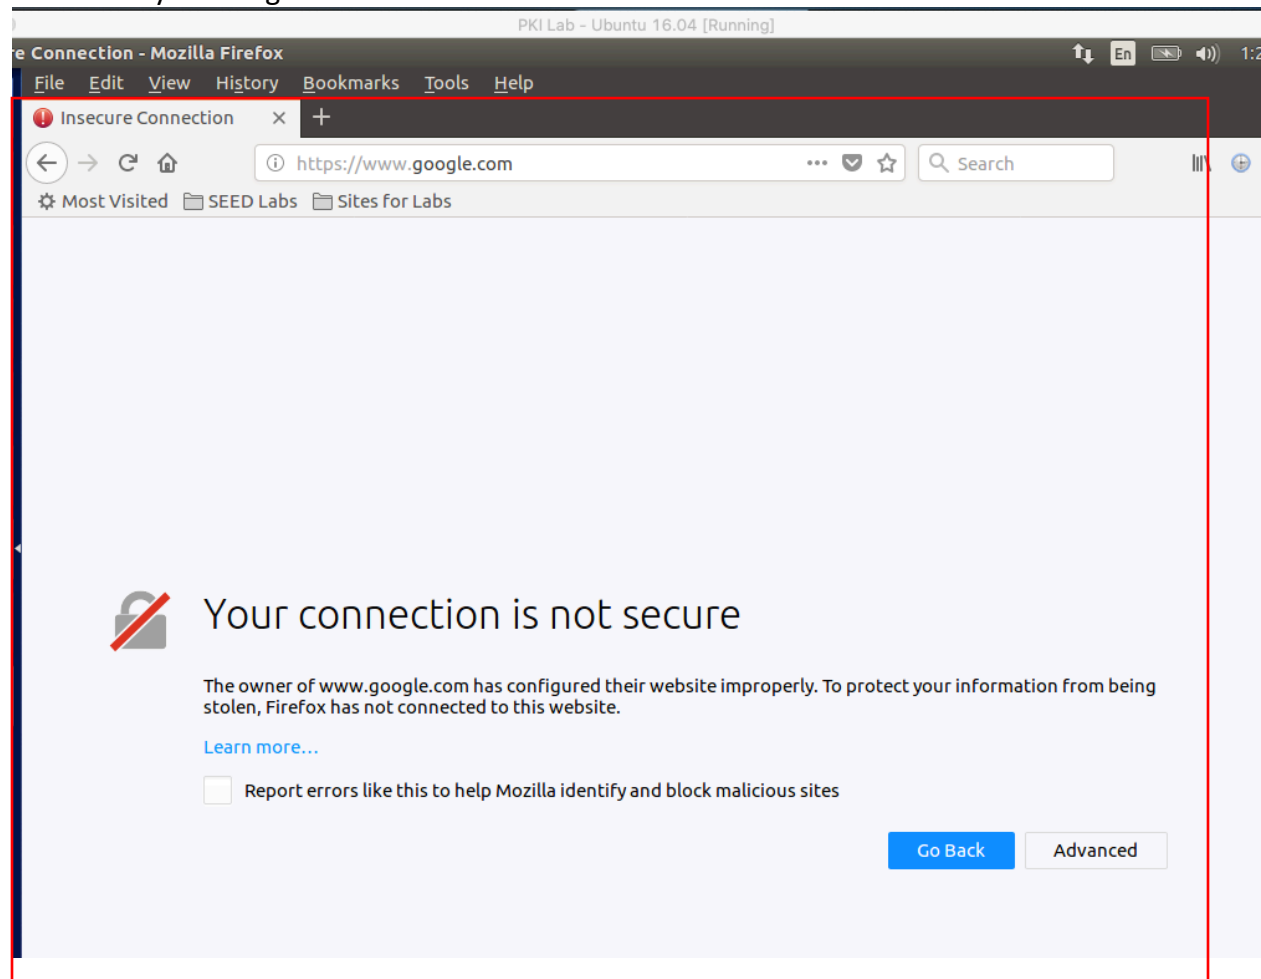 PKI Lab - Ubuntu 16.04 [Running]
e Connection - Mozilla Firefox En 1:2
File Edit View History Bookmarks Tools Help
Insecure Connection × +
https://www.google.com ••• Search
Most Visited SEED Labs Sites for Labs
Your connection is not secure
The owner of www.google.com has configured their website improperly. To protect your information from being
stolen, Firefox has not connected to this website.
Learn more...
Report errors like this to help Mozilla identify and block malicious sites
Go Back Advanced